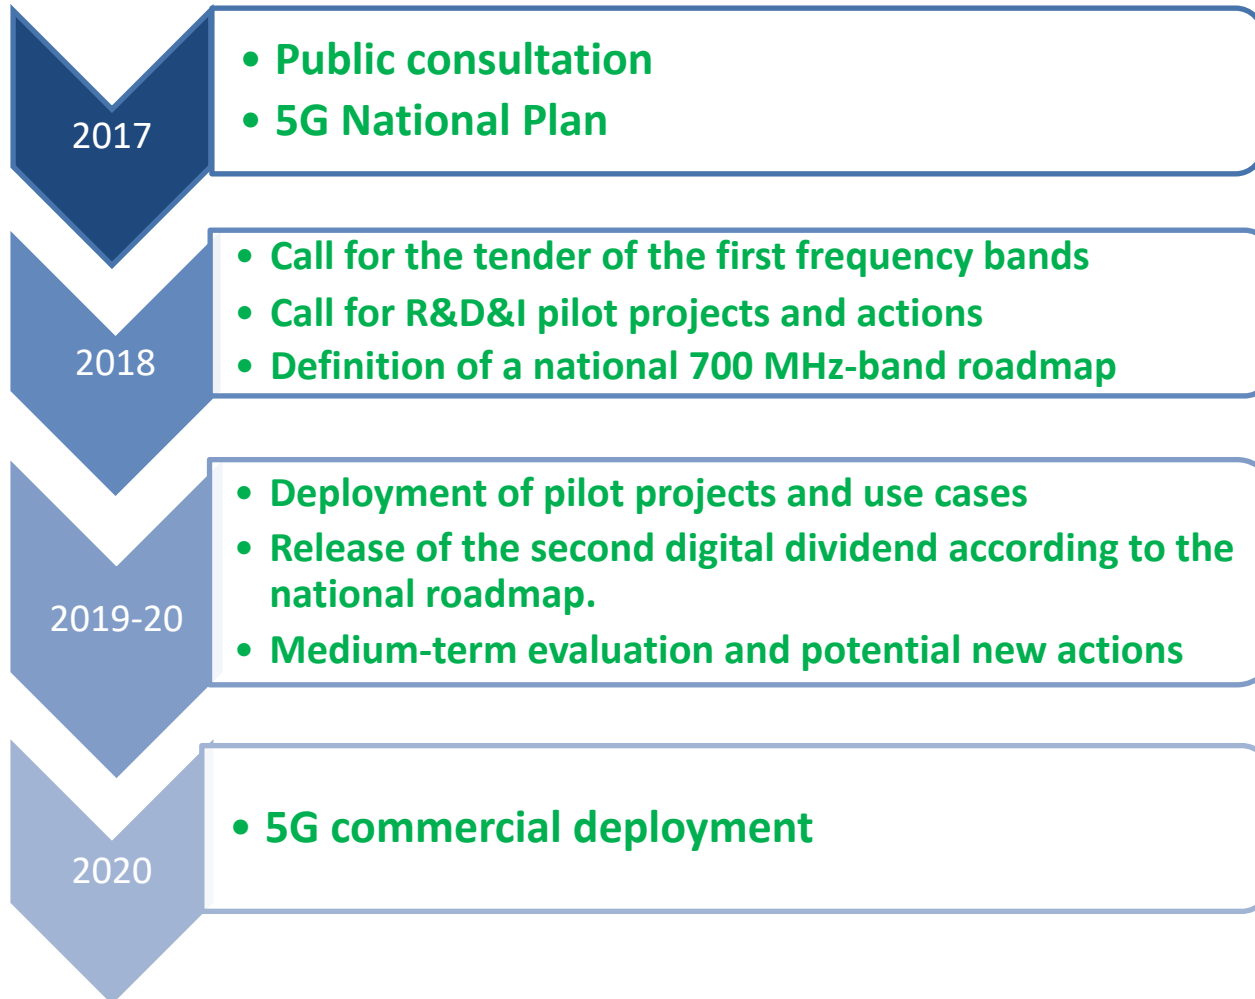 2017
• Public consultation
• 5G National Plan
2018
• Call for the tender of the first frequency bands
• Call for R&D&I pilot projects and actions
• Definition of a national 700 MHz-band roadmap
2019-20
• Deployment of pilot projects and use cases
• Release of the second digital dividend according to the
national roadmap.
• Medium-term evaluation and potential new actions
2020
• 5G commercial deployment